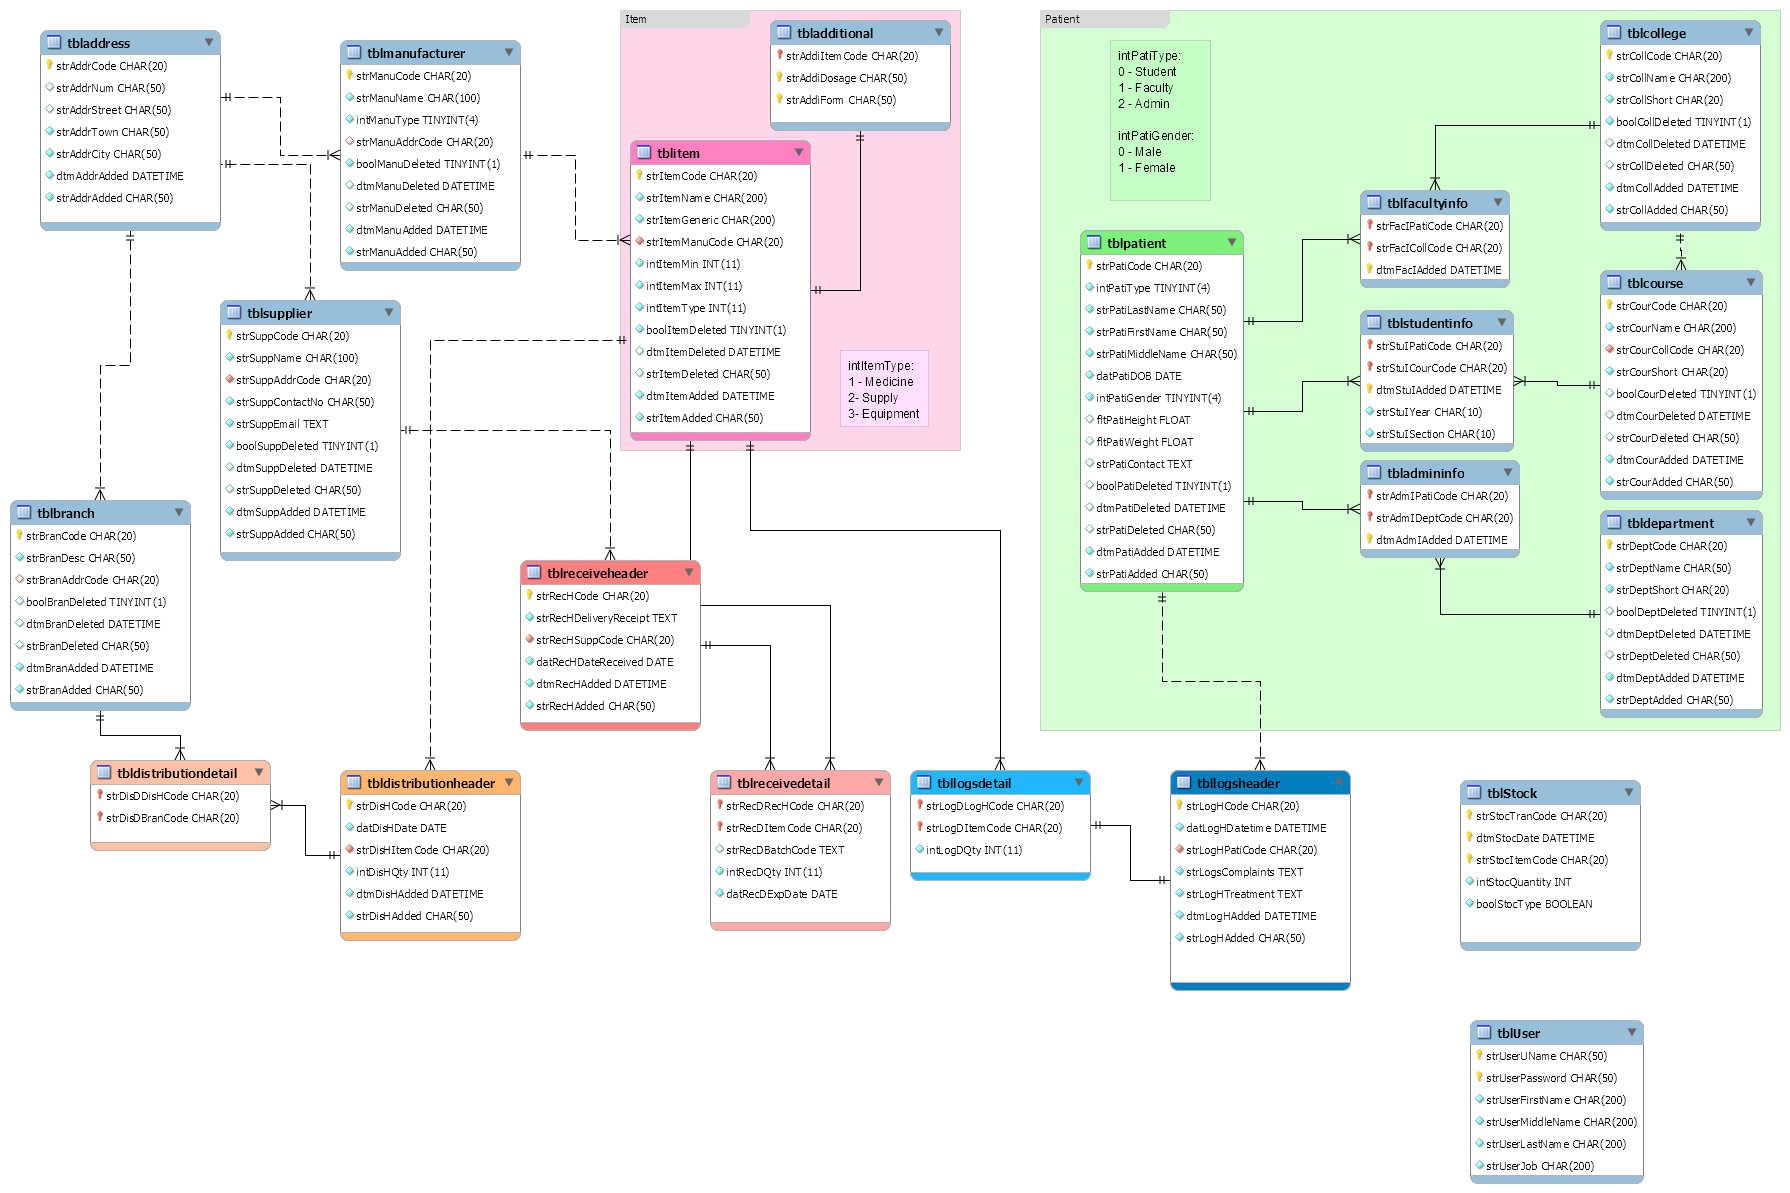 Item
Patient
tbladdress
strAddrCode CHAR(20)
strAddrNum CHAR(50)
strAddrStreet CHAR(50)
strAddrTown CHAR(50)
strAddrCity CHAR(50)
dtmAddrAdded DATETIME
strAddrAdded CHAR(50)
tblmanufacturer
strManuCode CHAR(20)
strManuName CHAR(100)
intManuType TINYINT(4)
strManuAddrCode CHAR(20)
boolManuDeleted TINYINT(1)
dtmManuDeleted DATETIME
strManuDeleted CHAR(50)
dtmManuAdded DATETIME
strManuAdded CHAR(50)
tbladditional
strAddiItemCode CHAR(20)
strAddiDosage CHAR(50)
strAddiForm CHAR(50)
tblitem
strItemCode CHAR(20)
strItemName CHAR(200)
strItemGeneric CHAR(200)
strItemManuCode CHAR(20)
intItemMin INT(11)
intItemMax INT(11)
intItemType INT(11)
boolItemDeleted TINYINT(1)
dtmItemDeleted DATETIME
strItemDeleted CHAR(50)
dtmItemAdded DATETIME
strItemAdded CHAR(50)
intItemType:
1 - Medicine
2- Supply
3- Equipment
intPatiType:
0 - Student
1 - Faculty
2 - Admin
intPatiGender:
0 - Male
1 - Female
tblcollege
strCollCode CHAR(20)
strCollName CHAR(200)
strCollShort CHAR(20)
boolCollDeleted TINYINT(1)
dtmCollDeleted DATETIME
strCollDeleted CHAR(50)
dtmCollAdded DATETIME
strCollAdded CHAR(50)
tblfacultyinfo
strFacIPatiCode CHAR(20)
strFacICollCode CHAR(20)
dtmFacIAdded DATETIME
tblpatient
strPatiCode CHAR(20)
intPatiType TINYINT(4)
strPatiLastName CHAR(50)
strPatiFirstName CHAR(50)
strPatiMiddleName CHAR(50)
datPatiDOB DATE
intPatiGender TINYINT(4)
fltPatiHeight FLOAT
fltPatiWeight FLOAT
strPatiContact TEXT
boolPatiDeleted TINYINT(1)
dtmPatiDeleted DATETIME
strPatiDeleted CHAR(50)
dtmPatiAdded DATETIME
strPatiAdded CHAR(50)
tblcourse
strCourCode CHAR(20)
strCourName CHAR(200)
strCourCollCode CHAR(20)
strCourShort CHAR(20)
boolCourDeleted TINYINT(1)
dtmCourDeleted DATETIME
strCourDeleted CHAR(50)
dtmCourAdded DATETIME
strCourAdded CHAR(50)
tblstudentinfo
strStuIPatiCode CHAR(20)
strStuICourCode CHAR(20)
dtmStuIAdded DATETIME
strStuIYear CHAR(10)
strStuISection CHAR(10)
tbladmininfo
strAdmIPatiCode CHAR(20)
strAdmIDeptCode CHAR(20)
dtmAdmIAdded DATETIME
tbldepartment
strDeptCode CHAR(20)
strDeptName CHAR(50)
strDeptShort CHAR(20)
boolDeptDeleted TINYINT(1)
dtmDeptDeleted DATETIME
strDeptDeleted CHAR(50)
dtmDeptAdded DATETIME
strDeptAdded CHAR(50)
tblsupplier
strSuppCode CHAR(20)
strSuppName CHAR(100)
strSuppAddrCode CHAR(20)
strSuppContactNo CHAR(50)
strSuppEmail TEXT
boolSuppDeleted TINYINT(1)
dtmSuppDeleted DATETIME
strSuppDeleted CHAR(50)
dtmSuppAdded DATETIME
strSuppAdded CHAR(50)
tblbranch
strBranCode CHAR(20)
strBranDesc CHAR(50)
strBranAddrCode CHAR(20)
boolBranDeleted TINYINT(1)
dtmBranDeleted DATETIME
strBranDeleted CHAR(50)
dtmBranAdded DATETIME
strBranAdded CHAR(50)
tblreceiveheader
strRecHCode CHAR(20)
strRecHDeliveryReceipt TEXT
strRecHSuppCode CHAR(20)
datRecHDateReceived DATE
dtmRecHAdded DATETIME
strRecHAdded CHAR(50)
tbldistributiondetail
strDisDDisHCode CHAR(20)
strDisDBranCode CHAR(20)
tbldistributionheader
strDisHCode CHAR(20)
datDisHDate DATE
strDisHItemCode CHAR(20)
intDisHQty INT(11)
dtmDisHAdded DATETIME
strDisHAdded CHAR(50)
tblreceivedetail
strRecDRecHCode CHAR(20)
strRecDItemCode CHAR(20)
strRecDBatchCode TEXT
intRecDQty INT(11)
datRecDExpDate DATE
tbllogsdetail
strLogDLogHCode CHAR(20)
strLogDItemCode CHAR(20)
intLogDQty INT(11)
tbllogsheader
strLogHCode CHAR(20)
datLogHDatetime DATETIME
strLogHPatiCode CHAR(20)
strLogsComplaints TEXT
strLogHTreatment TEXT
dtmLogHAdded DATETIME
strLogHAdded CHAR(50)
tblStock
strStocTranCode CHAR(20)
dtmStocDate DATETIME
strStocItemCode CHAR(20)
intStocQuantity INT
boolStocType BOOLEAN
tblUser
strUserUName CHAR(50)
strUserPassword CHAR(50)
strUserFirstName CHAR(200)
strUserMiddleName CHAR(200)
strUserLastName CHAR(200)
strUserJob CHAR(200)